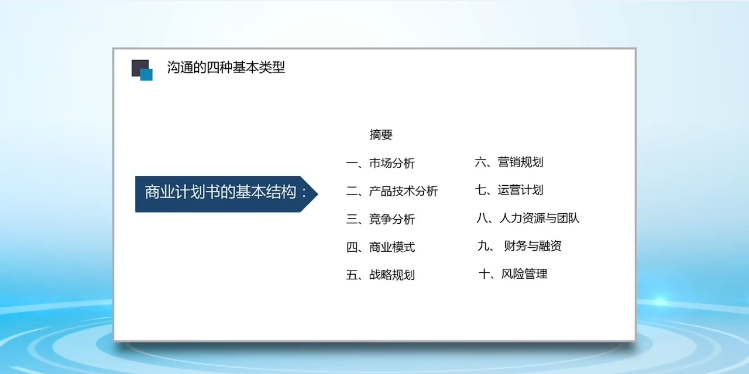 沟通的四种基本类型
商业计划书的基本结构：
摘要
一、市场分析
二、产品技术分析
三、竞争分析
四、商业模式
五、战略规划
六、营销规划
七、运营计划
八、人力资源与团队
九、 财务与融资
十、风险管理